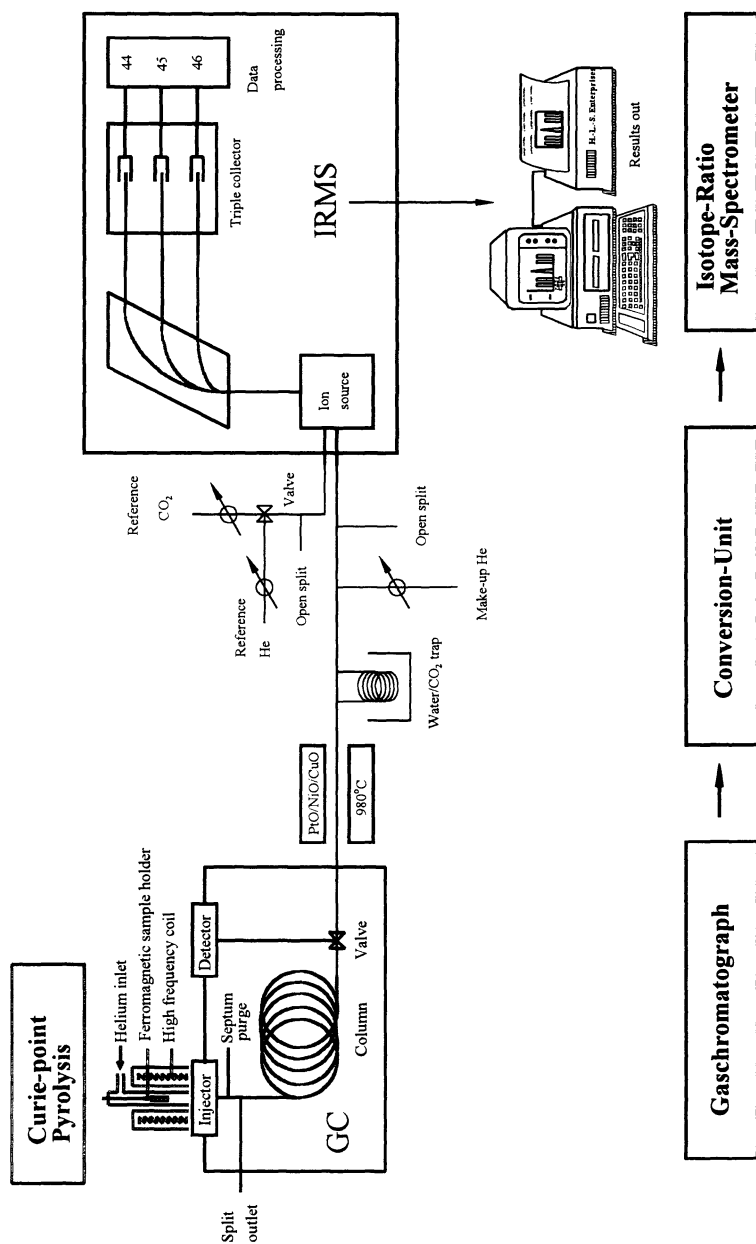 Curie-point
Pyrolysis
Helium inlet
Ferromagnetic sample holder
High frequency coil
Injector
Detector
Septum
purge
Split
outlet
GC
Column
Valve
PtO/NiO/CuO
980°C
Water/CO₂ trap
Reference
He
Reference
CO₂
Valve
Open split
Make-up He
Open split
Ion
source
IRMS
Triple collector
44
45
46
Data
processing
H.-L.-S. Enterpriser
Results out
Gaschromatograph
Conversion-Unit
Isotope-Ratio
Mass-Spectrometer